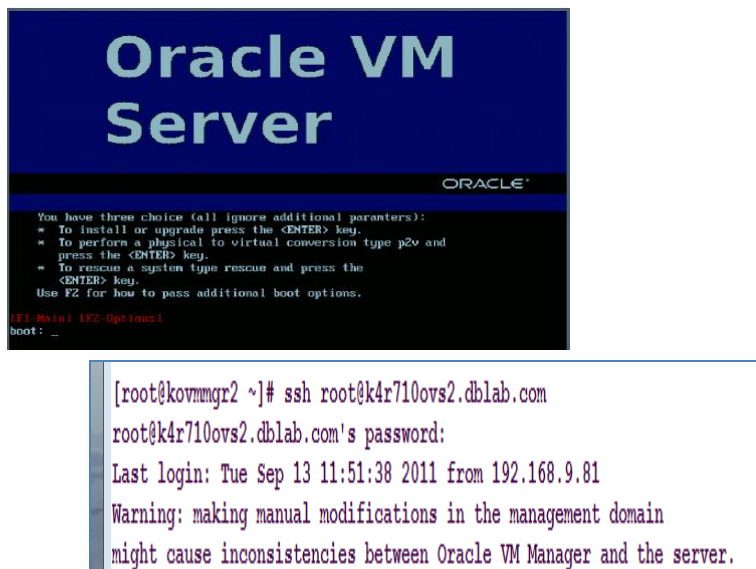 Oracle VM
Server
ORACLE
You have three choice (all ignore additional paramters):
* To install or upgrade press the <ENTER> key.
* To perform a physical to virtual conversion type p2v and
press the <ENTER> key.
* To rescue a system type rescue and press the
<ENTER> key.
Use F2 for how to pass additional boot options.
[F1-Main] [F2-Options]
boot: _
[root@kovmmgr2 ~]# ssh root@k4r710ovs2.dblab.com
root@k4r710ovs2.dblab.com's password:
Last login: Tue Sep 13 11:51:38 2011 from 192.168.9.81
Warning: making manual modifications in the management domain
might cause inconsistencies between Oracle VM Manager and the server.